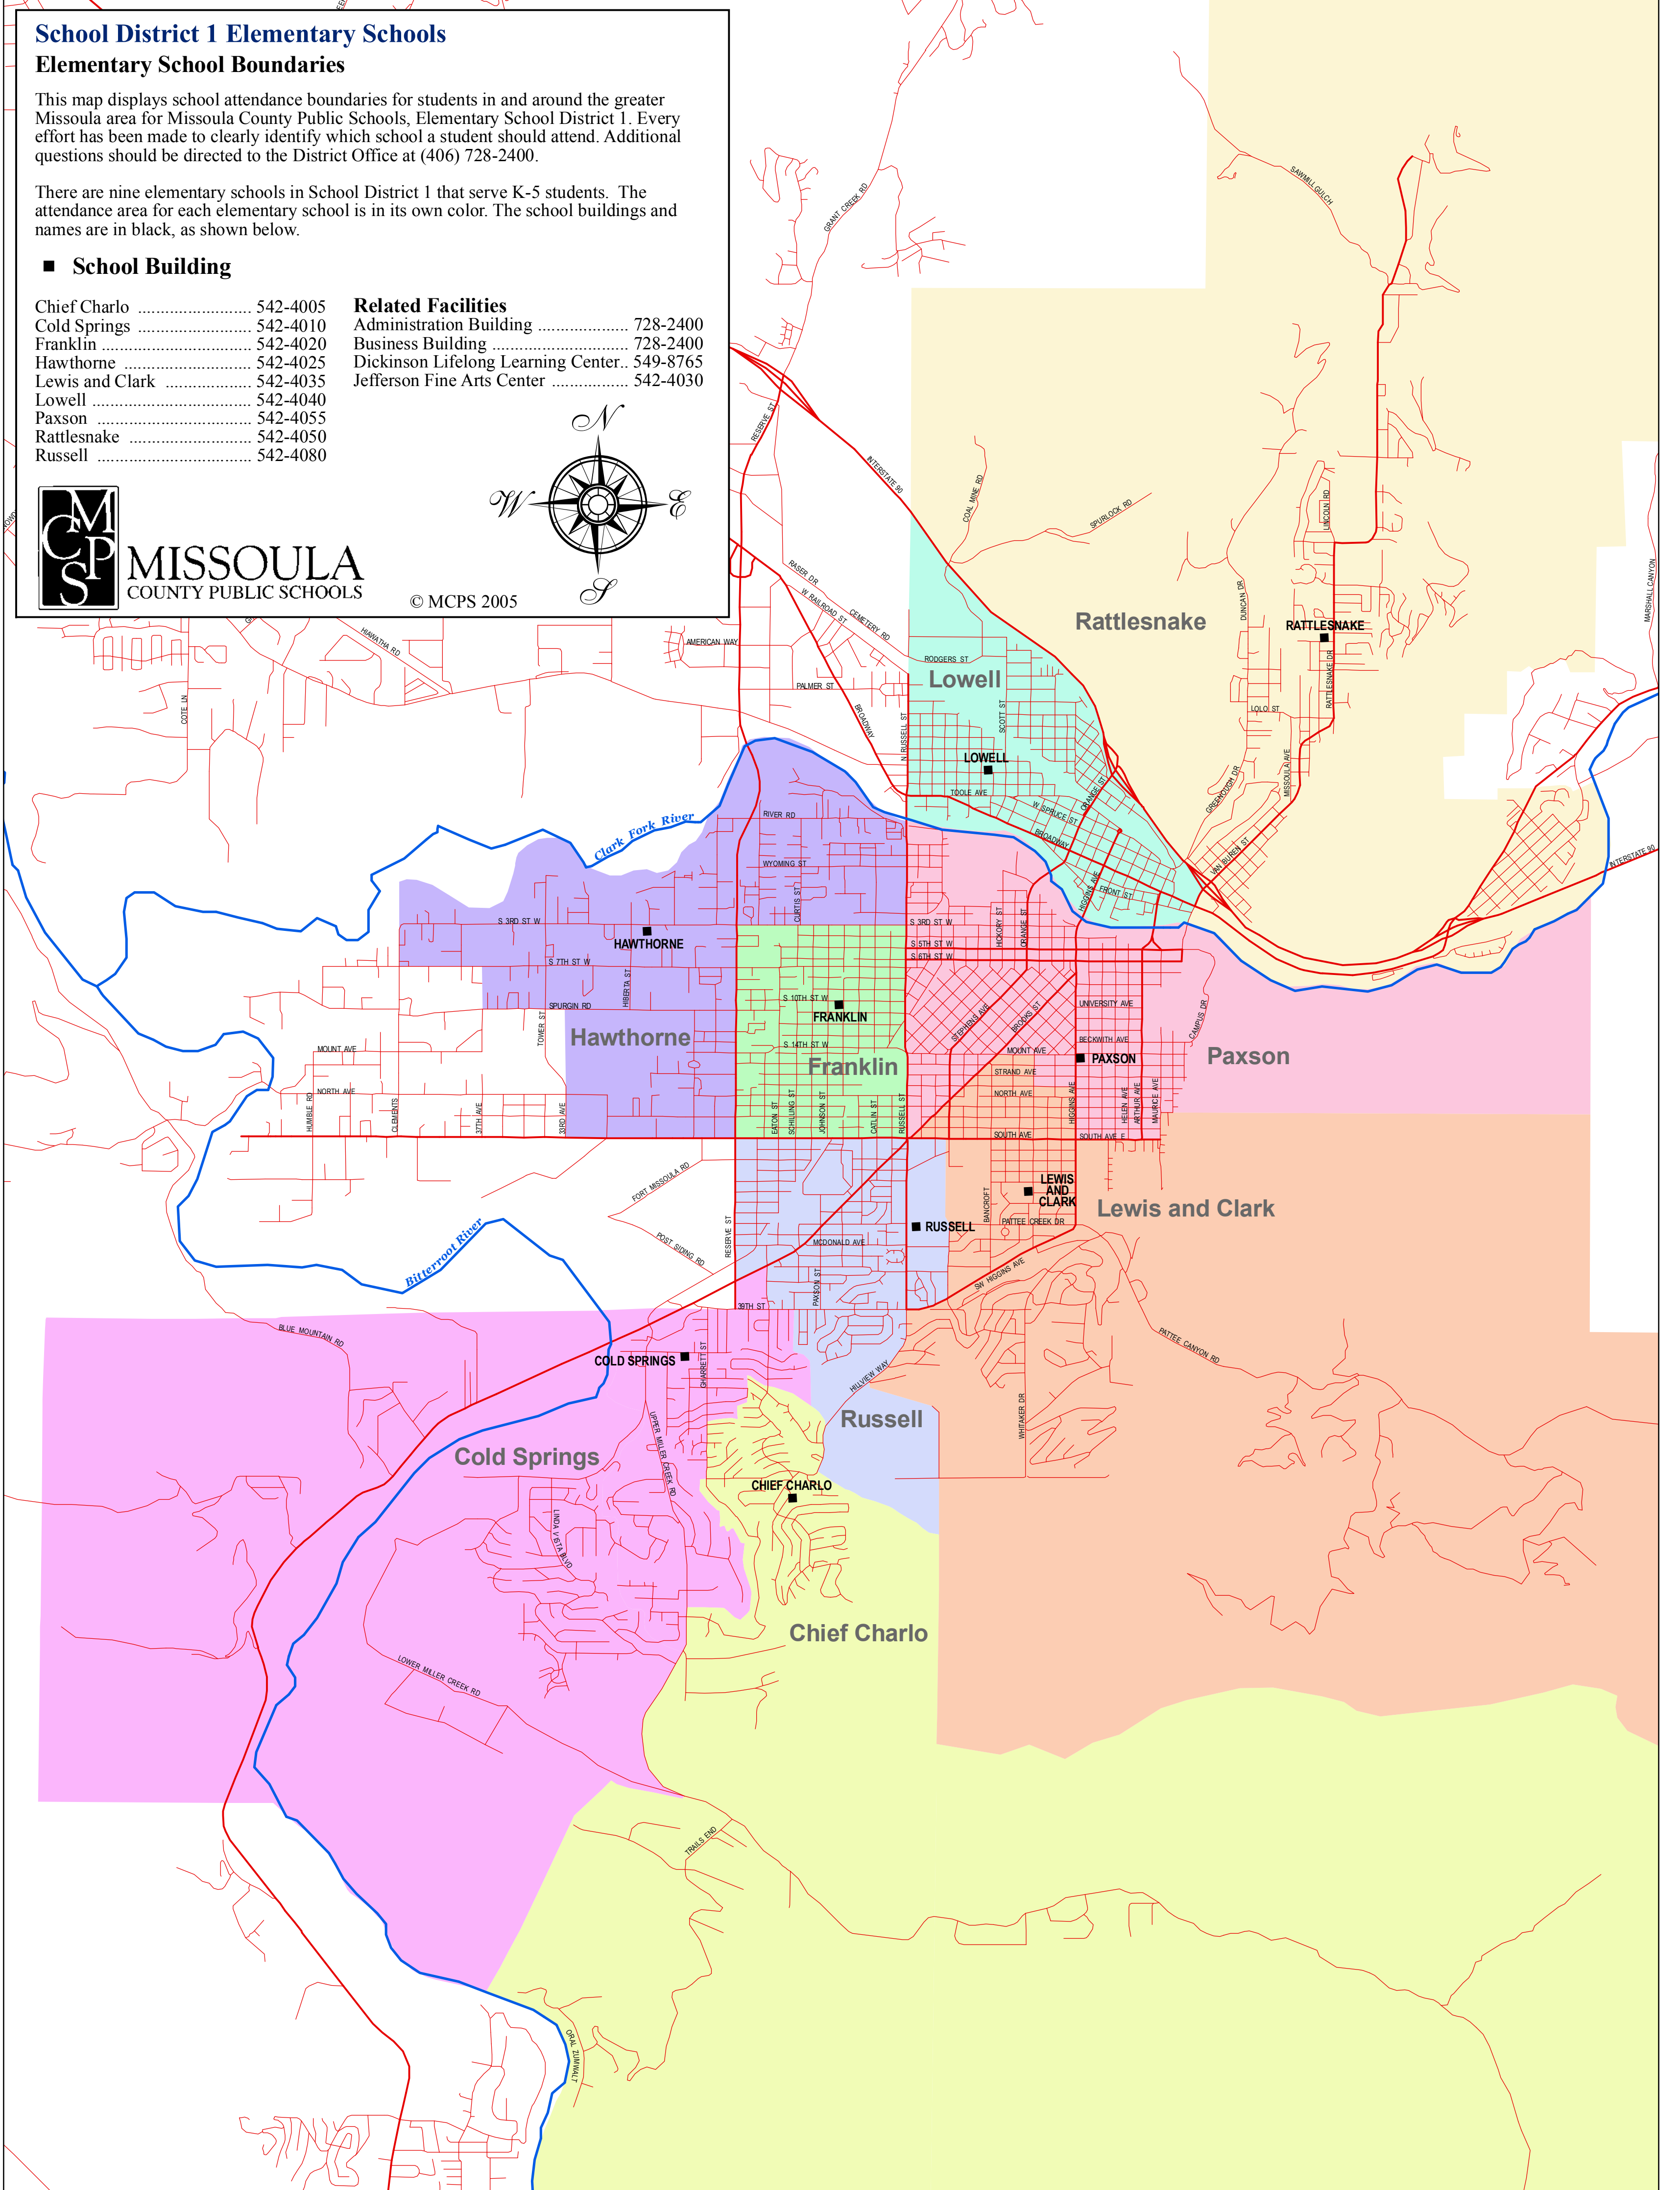 School District 1 Elementary Schools
Elementary School Boundaries
This map displays school attendance boundaries for students in and around the greater
Missoula area for Missoula County Public Schools, Elementary School District 1. Every
effort has been made to clearly identify which school a student should attend. Additional
questions should be directed to the District Office at (406) 728-2400.
There are nine elementary schools in School District 1 that serve K-5 students. The
attendance area for each elementary school is in its own color. The school buildings and
names are in black, as shown below.
School Building
Chief Charlo ......................... 542-4005
Cold Springs ......................... 542-4010
Franklin ................................. 542-4020
Hawthorne ............................ 542-4025
Lewis and Clark ................... 542-4035
Lowell ................................... 542-4040
Paxson .................................. 542-4055
Rattlesnake ........................... 542-4050
Russell .................................. 542-4080
Related Facilities
Administration Building .................... 728-2400
Business Building .............................. 728-2400
Dickinson Lifelong Learning Center.. 549-8765
Jefferson Fine Arts Center ................. 542-4030
N
W
E
S
MCPS
MISSOULA
COUNTY PUBLIC SCHOOLS
© MCPS 2005
GRANT CREEK RD
SAWMILL GULCH
RESERVE ST
INTERSTATE 90
COAL MINE RD
SPURLOCK RD
LINCOLN RD
MARSHALL CANYON
RASER DR
W RAILROAD ST
CEMETERY RD
DUNCAN DR
Rattlesnake
RATTLESNAKE
HIAWATHA RD
AMERICAN WAY
RODGERS ST
Lowell
PALMER ST
COTE LN
BROADWAY
N RUSSELL ST
SCOTT ST
RATTLESNAKE DR
LOLO ST
LOWELL
TOOLE AVE
ORANGE ST
GREENOUGH DR
MISSOULA AVE
W SPRUCE ST
BROADWAY
RIVER RD
Clark Fork River
VAN BUREN ST
INTERSTATE 90
WYOMING ST
CURTIS ST
HIGGINS AVE
FRONT ST
S 3RD ST W
HAWTHORNE
S 3RD ST W
HICKORY ST
ORANGE ST
S 5TH ST W
S 6TH ST W
S 7TH ST W
HIBERTA ST
SPURGIN RD
S 10TH ST W
FRANKLIN
UNIVERSITY AVE
CAMPUS DR
TOWER ST
Hawthorne
STEPHENS AVE
BROOKS ST
BECKWITH AVE
S 14TH ST W
Franklin
MOUNT AVE
MOUNT AVE
PAXSON
Paxson
STRAND AVE
NORTH AVE
NORTH AVE
HUMBLE RD
CLEMENTS
37TH AVE
33RD AVE
EATON ST
SCHILLING ST
JOHNSON ST
CATLIN ST
RUSSELL ST
HIGGINS AVE
HELEN AVE
ARTHUR AVE
MAURICE AVE
SOUTH AVE
SOUTH AVE E
FORT MISSOULA RD
LEWIS
AND
CLARK
BANCROFT
Lewis and Clark
PATTEE CREEK DR
RUSSELL
RESERVE ST
POST SIDING RD
MCDONALD AVE
Bitterroot River
PAXSON ST
SW HIGGINS AVE
39TH ST
BLUE MOUNTAIN RD
PATTEE CANYON RD
COLD SPRINGS
GHARRETT ST
HILLVIEW WAY
Russell
WHITAKER DR
UPPER MILLER CREEK RD
Cold Springs
CHIEF CHARLO
LINDA VISTA BLVD
Chief Charlo
LOWER MILLER CREEK RD
TRAILS END
ORAL ZUMWALT